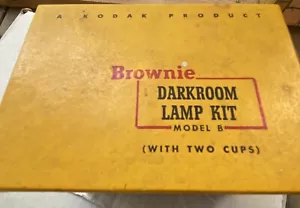 A KODAK PRODUCT
Brownie
DARKROOM
LAMP KIT
MODEL B
(WITH TWO CUPS)